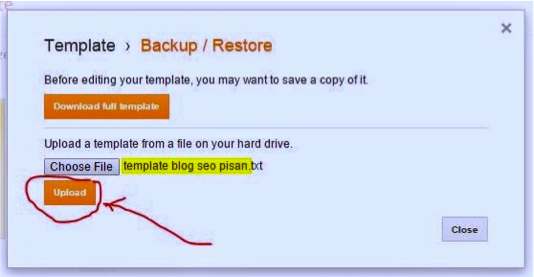 Template › Backup / Restore
Before editing your template, you may want to save a copy of it.
Download full template
Upload a template from a file on your hard drive.
Choose File template blog seo pisan.txt
Upload
Close